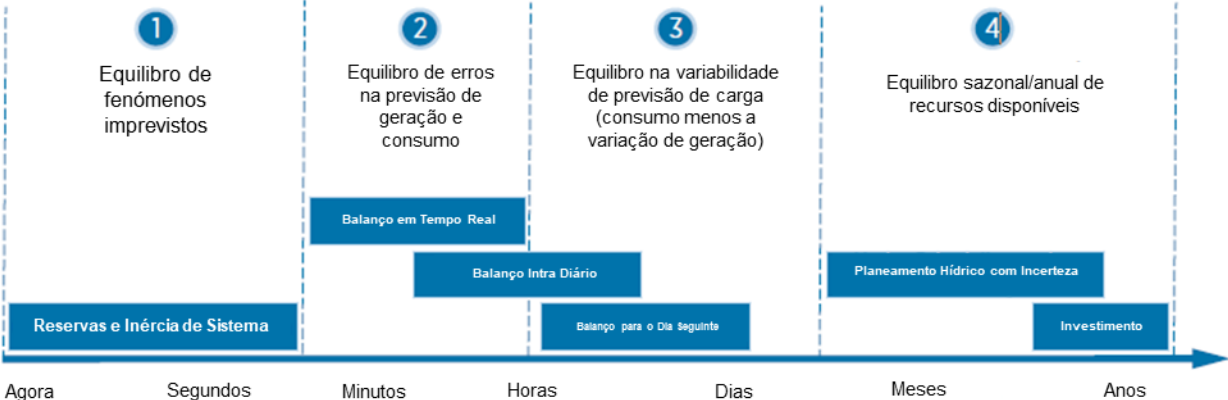 1
Equilibro de
fenómenos
imprevistos
2
Equilibro de erros
na previsão de
geração e
consumo
3
Equilibro na variabilidade
de previsão de carga
(consumo menos a
variação de geração)
4
Equilibro sazonal/anual de
recursos disponíveis
Balanço em Tempo Real
Balanço Intra Diário
Planeamento Hídrico com Incerteza
Reservas e Inércia de Sistema
Balanço para o Dia Seguinte
Investimento
Agora
Segundos
Minutos
Horas
Dias
Meses
Anos